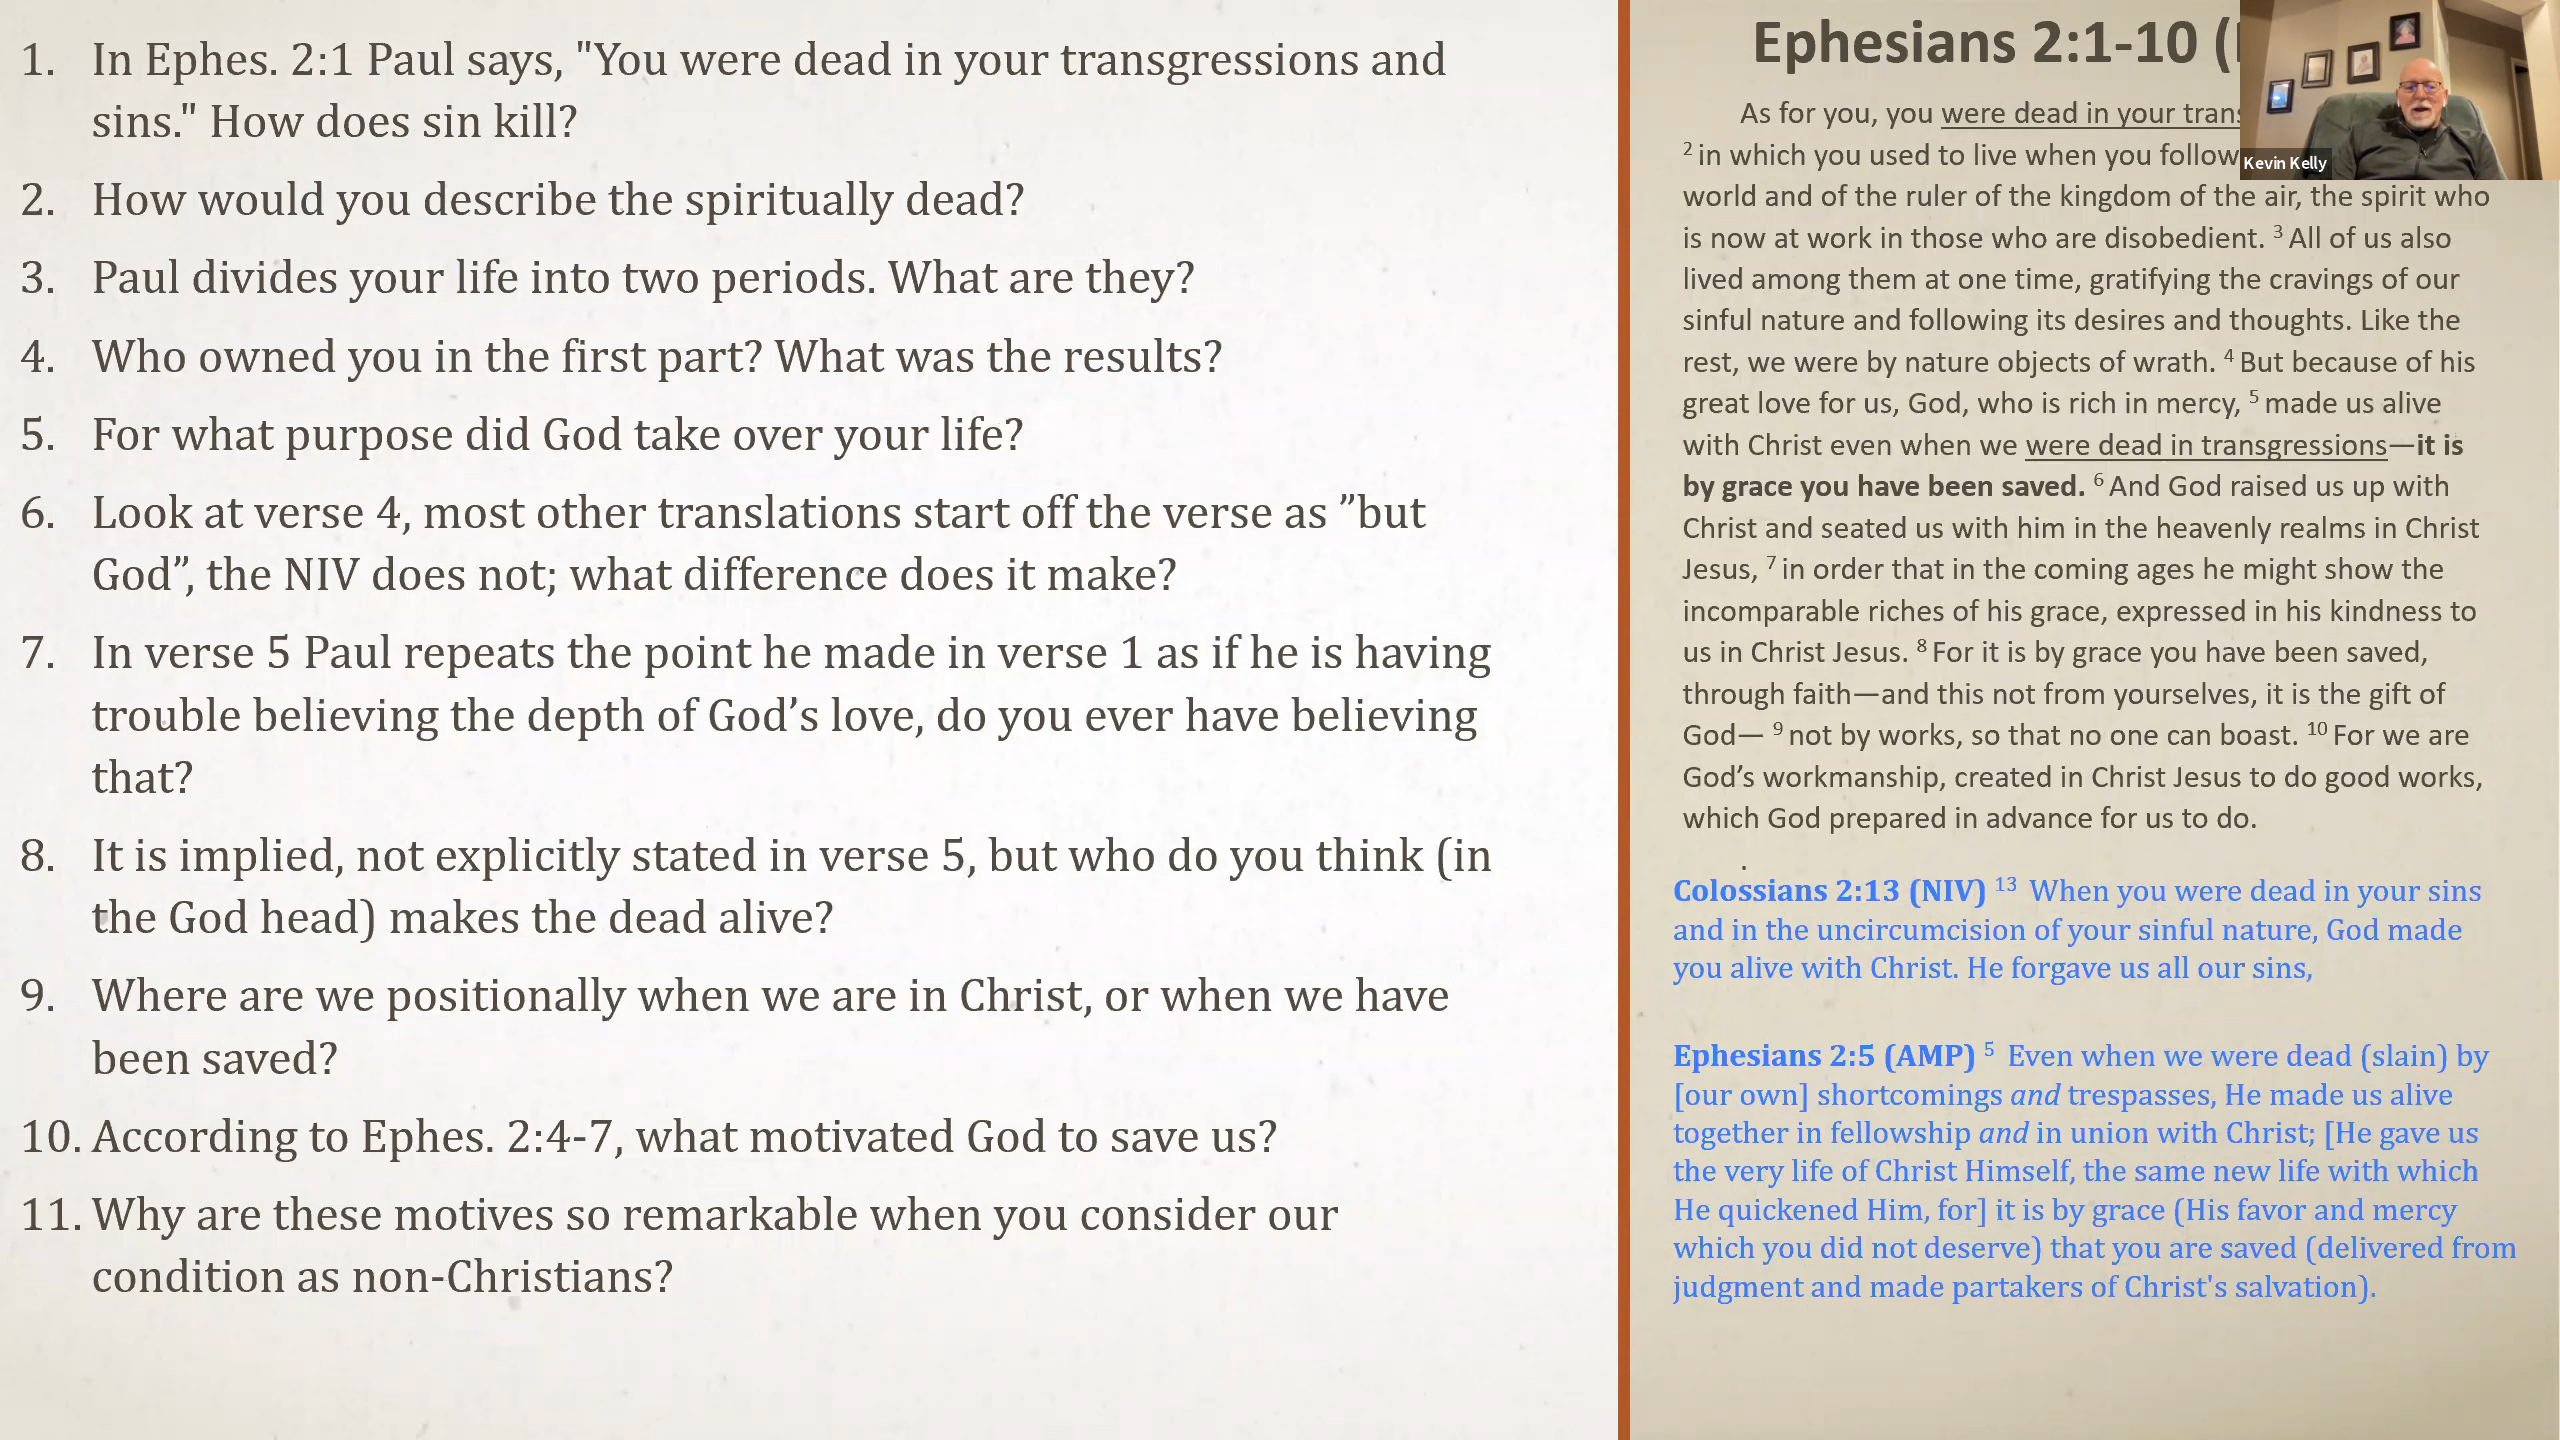 1. In Ephes. 2:1 Paul says, "You were dead in your transgressions and
sins." How does sin kill?
2. How would you describe the spiritually dead?
3. Paul divides your life into two periods. What are they?
4. Who owned you in the first part? What was the results?
5. For what purpose did God take over your life?
6. Look at verse 4, most other translations start off the verse as ”but
God”, the NIV does not; what difference does it make?
7. In verse 5 Paul repeats the point he made in verse 1 as if he is having
trouble believing the depth of God’s love, do you ever have believing
that?
8. It is implied, not explicitly stated in verse 5, but who do you think (in
the God head) makes the dead alive?
9. Where are we positionally when we are in Christ, or when we have
been saved?
10. According to Ephes. 2:4-7, what motivated God to save us?
11. Why are these motives so remarkable when you consider our
condition as non-Christians?
Ephesians 2:1-10 (
As for you, you were dead in your trans
2 in which you used to live when you follow
world and of the ruler of the kingdom of the air, the spirit who
is now at work in those who are disobedient. 3 All of us also
lived among them at one time, gratifying the cravings of our
sinful nature and following its desires and thoughts. Like the
rest, we were by nature objects of wrath. 4 But because of his
great love for us, God, who is rich in mercy, 5 made us alive
with Christ even when we were dead in transgressions—it is
by grace you have been saved. 6 And God raised us up with
Christ and seated us with him in the heavenly realms in Christ
Jesus, 7 in order that in the coming ages he might show the
incomparable riches of his grace, expressed in his kindness to
us in Christ Jesus. 8 For it is by grace you have been saved,
through faith—and this not from yourselves, it is the gift of
God— 9 not by works, so that no one can boast. 10 For we are
God’s workmanship, created in Christ Jesus to do good works,
which God prepared in advance for us to do.
.
Colossians 2:13 (NIV) 13 When you were dead in your sins
and in the uncircumcision of your sinful nature, God made
you alive with Christ. He forgave us all our sins,
Ephesians 2:5 (AMP) 5 Even when we were dead (slain) by
[our own] shortcomings and trespasses, He made us alive
together in fellowship and in union with Christ; [He gave us
the very life of Christ Himself, the same new life with which
He quickened Him, for] it is by grace (His favor and mercy
which you did not deserve) that you are saved (delivered from
judgment and made partakers of Christ's salvation).
Kevin Kelly